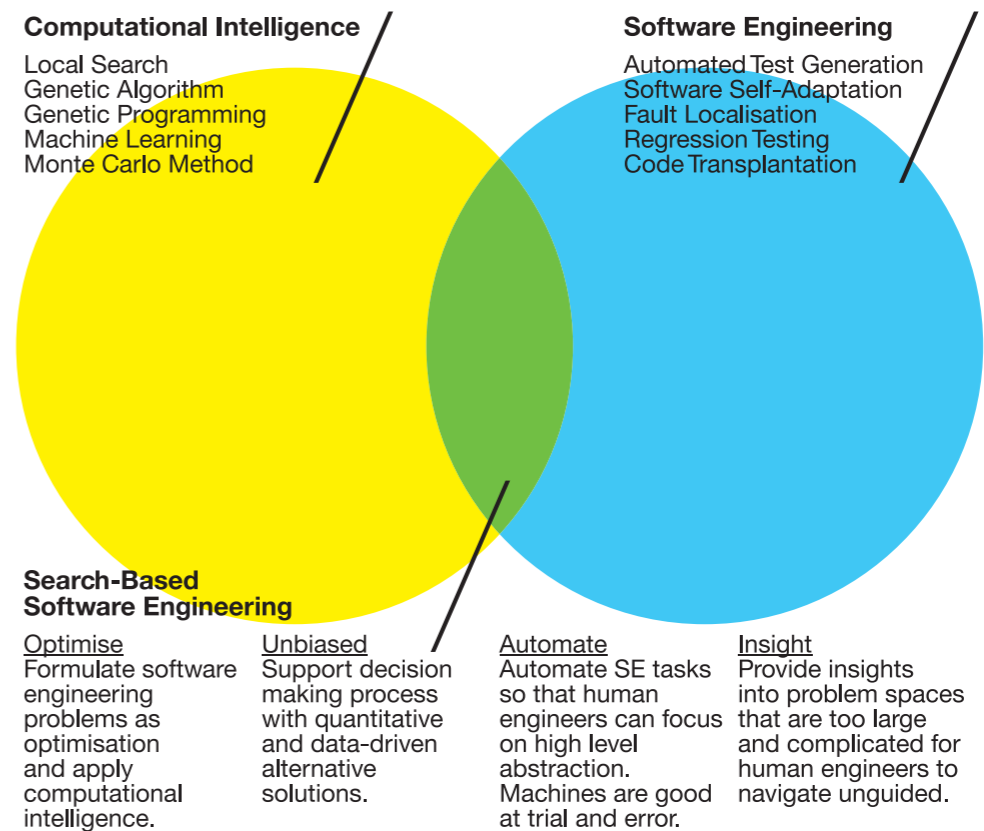 Computational Intelligence
Local Search
Genetic Algorithm
Genetic Programming
Machine Learning
Monte Carlo Method
Software Engineering
Automated Test Generation
Software Self-Adaptation
Fault Localisation
Regression Testing
Code Transplantation
Search-Based
Software Engineering
Optimise
Formulate software
engineering
problems as
optimisation
and apply
computational
intelligence.
Unbiased
Support decision
making process
with quantitative
and data-driven
alternative
solutions.
Automate
Automate SE tasks
so that human
engineers can focus
on high level
abstraction.
Machines are good
at trial and error.
Insight
Provide insights
into problem spaces
that are too large
and complicated for
human engineers to
navigate unguided.